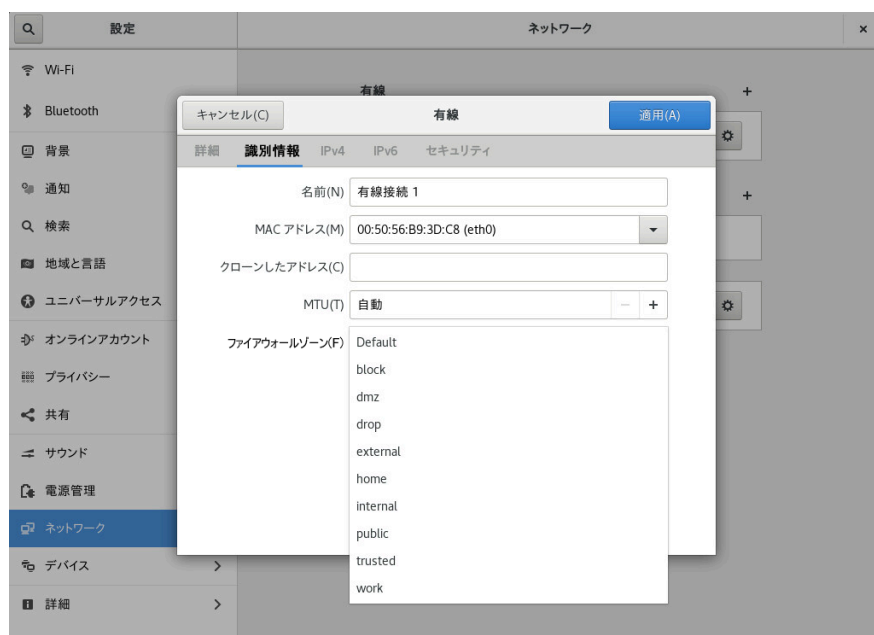 設定
ネットワーク
Wi-Fi
Bluetooth
背景
通知
検索
地域と言語
ユニバーサルアクセス
オンラインアカウント
プライバシー
共有
サウンド
電源管理
ネットワーク
デバイス
詳細
有線
キャンセル(C)
有線
適用(A)
詳細 識別情報 IPv4 IPv6 セキュリティ
名前(N) 有線接続 1
MAC アドレス(M) 00:50:56:B9:3D:C8 (eth0)
クローンしたアドレス(C)
MTU(T) 自動
ファイアウォールゾーン(F) Default
block
dmz
drop
external
home
internal
public
trusted
work